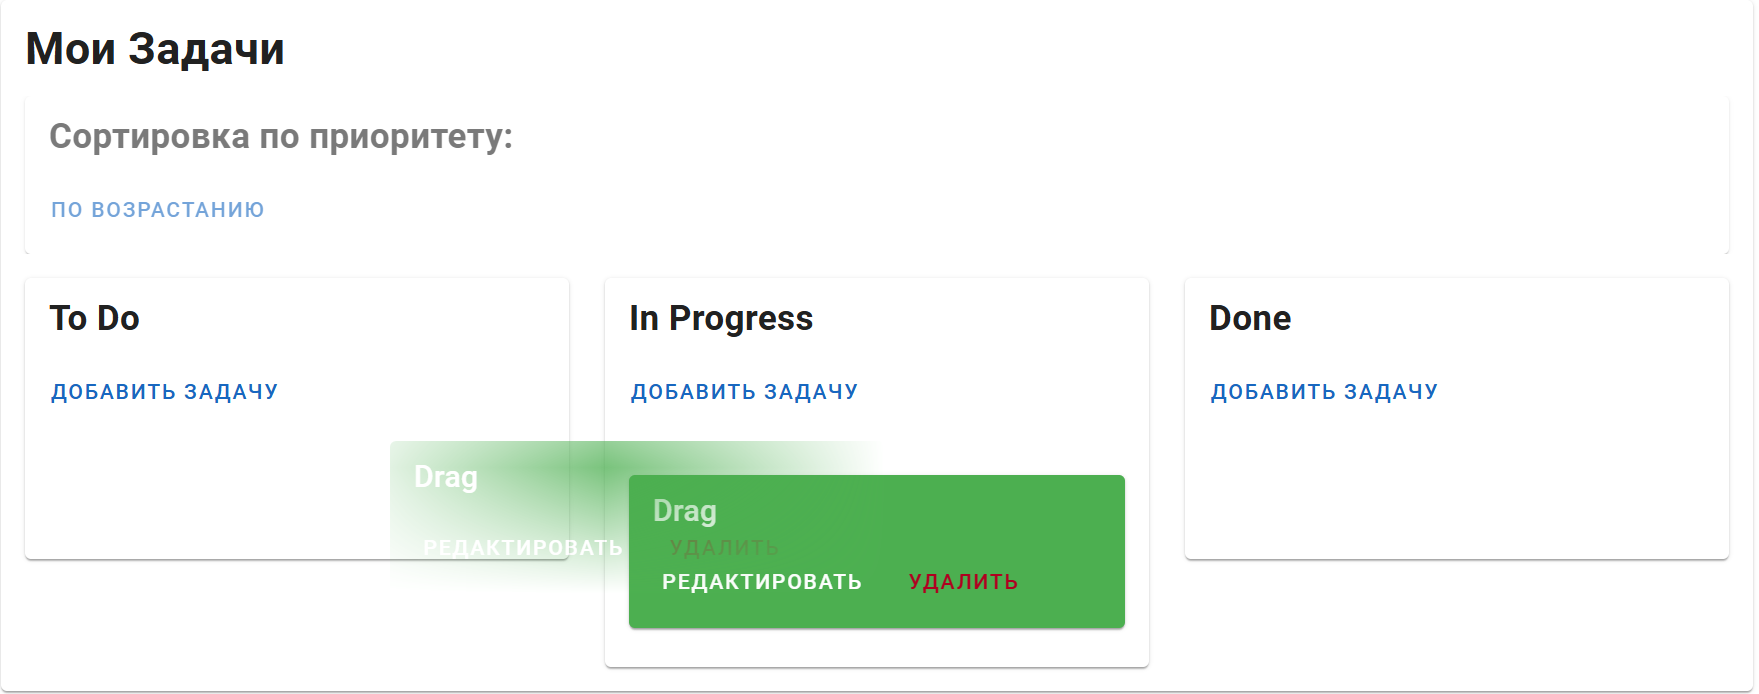 Мои Задачи
Сортировка по приоритету:
ПО ВОЗРАСТАНИЮ
To Do
ДОБАВИТЬ ЗАДАЧУ
In Progress
ДОБАВИТЬ ЗАДАЧУ
Done
ДОБАВИТЬ ЗАДАЧУ
Drag
РЕДАКТИРОВАТЬ УДАЛИТЬ
Drag
РЕДАКТИРОВАТЬ УДАЛИТЬ